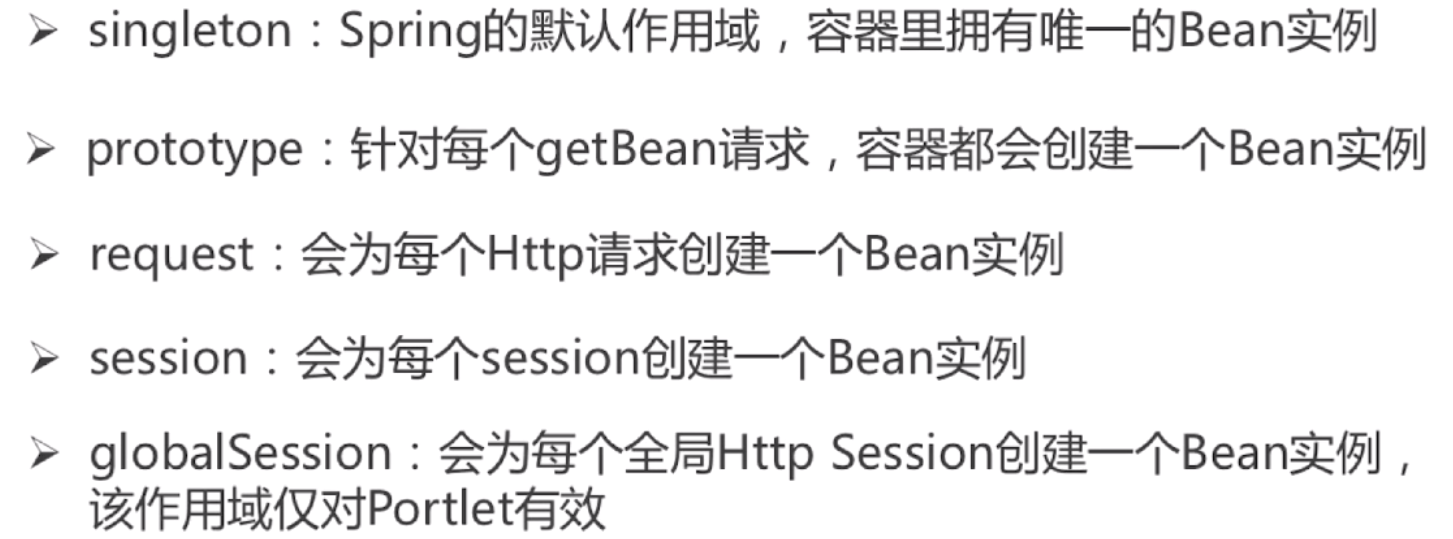 ➢ singleton：Spring的默认作用域，容器里拥有唯一的Bean实例
➢ prototype：针对每个getBean请求，容器都会创建一个Bean实例
➢ request：会为每个Http请求创建一个Bean实例
➢ session：会为每个session创建一个Bean实例
➢ globalSession：会为每个全局Http Session创建一个Bean实例，
该作用域仅对Portlet有效